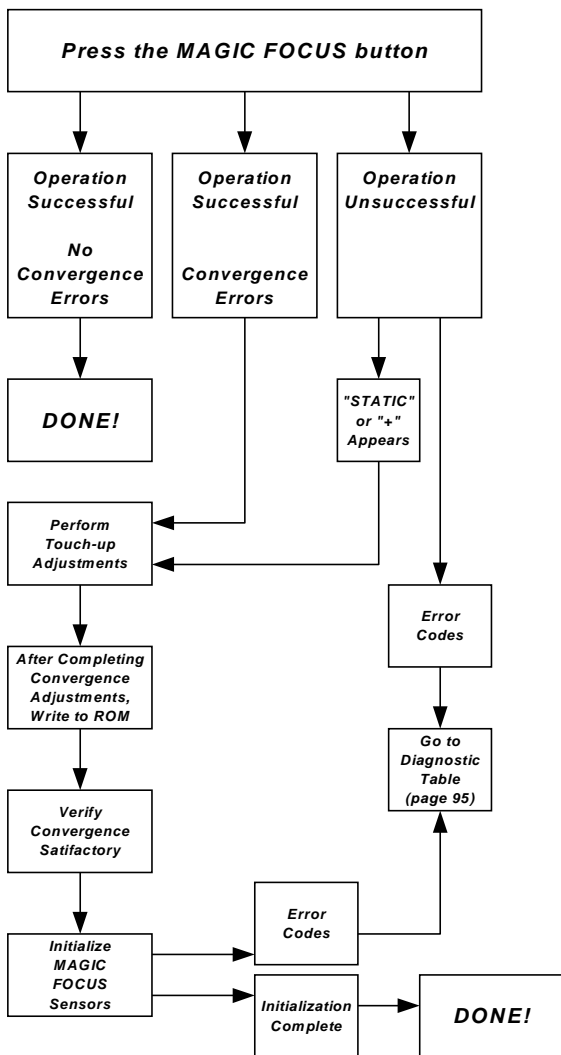 Press the MAGIC FOCUS button
Operation
Successful
No
Convergence
Errors
Operation
Successful
Convergence
Errors
Operation
Unsuccessful
DONE!
"STATIC"
or "+"
Appears
Perform
Touch-up
Adjustments
Error
Codes
After Completing
Convergence
Adjustments,
Write to ROM
Go to
Diagnostic
Table
(page 95)
Verify
Convergence
Satifactory
Initialize
MAGIC
FOCUS
Sensors
Error
Codes
Initialization
Complete
DONE!